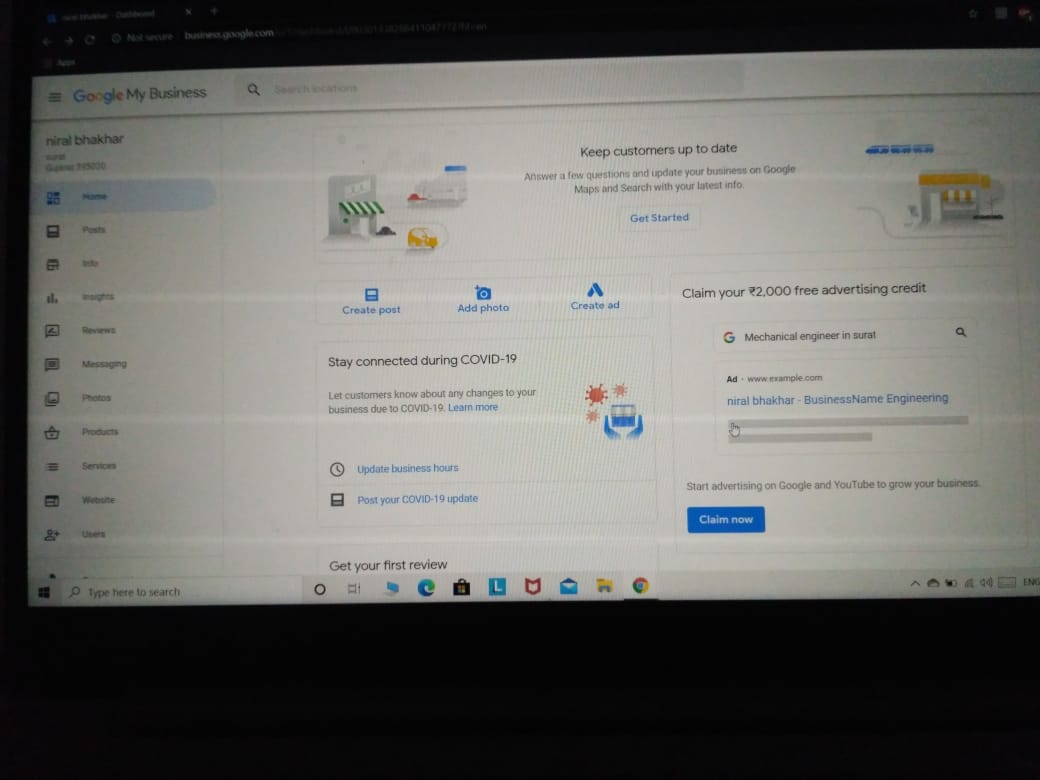 niral bhakhar - Dashboard
Not secure
business.google.com
Apps
Google My Business
Search locations
niral bhakhar
surat
Gujarat 395000
Home
Posts
Info
Insights
Reviews
Messaging
Photos
Products
Services
Website
Users
Keep customers up to date
Answer a few questions and update your business on Google
Maps and Search with your latest info.
Get Started
Create post
Add photo
Create ad
Stay connected during COVID-19
Let customers know about any changes to your
business due to COVID-19. Learn more
Update business hours
Post your COVID-19 update
Get your first review
Claim your ₹2,000 free advertising credit
Mechanical engineer in surat
Ad · www.example.com
niral bhakhar - BusinessName Engineering
Start advertising on Google and YouTube to grow your business.
Claim now
Type here to search
L
ENG